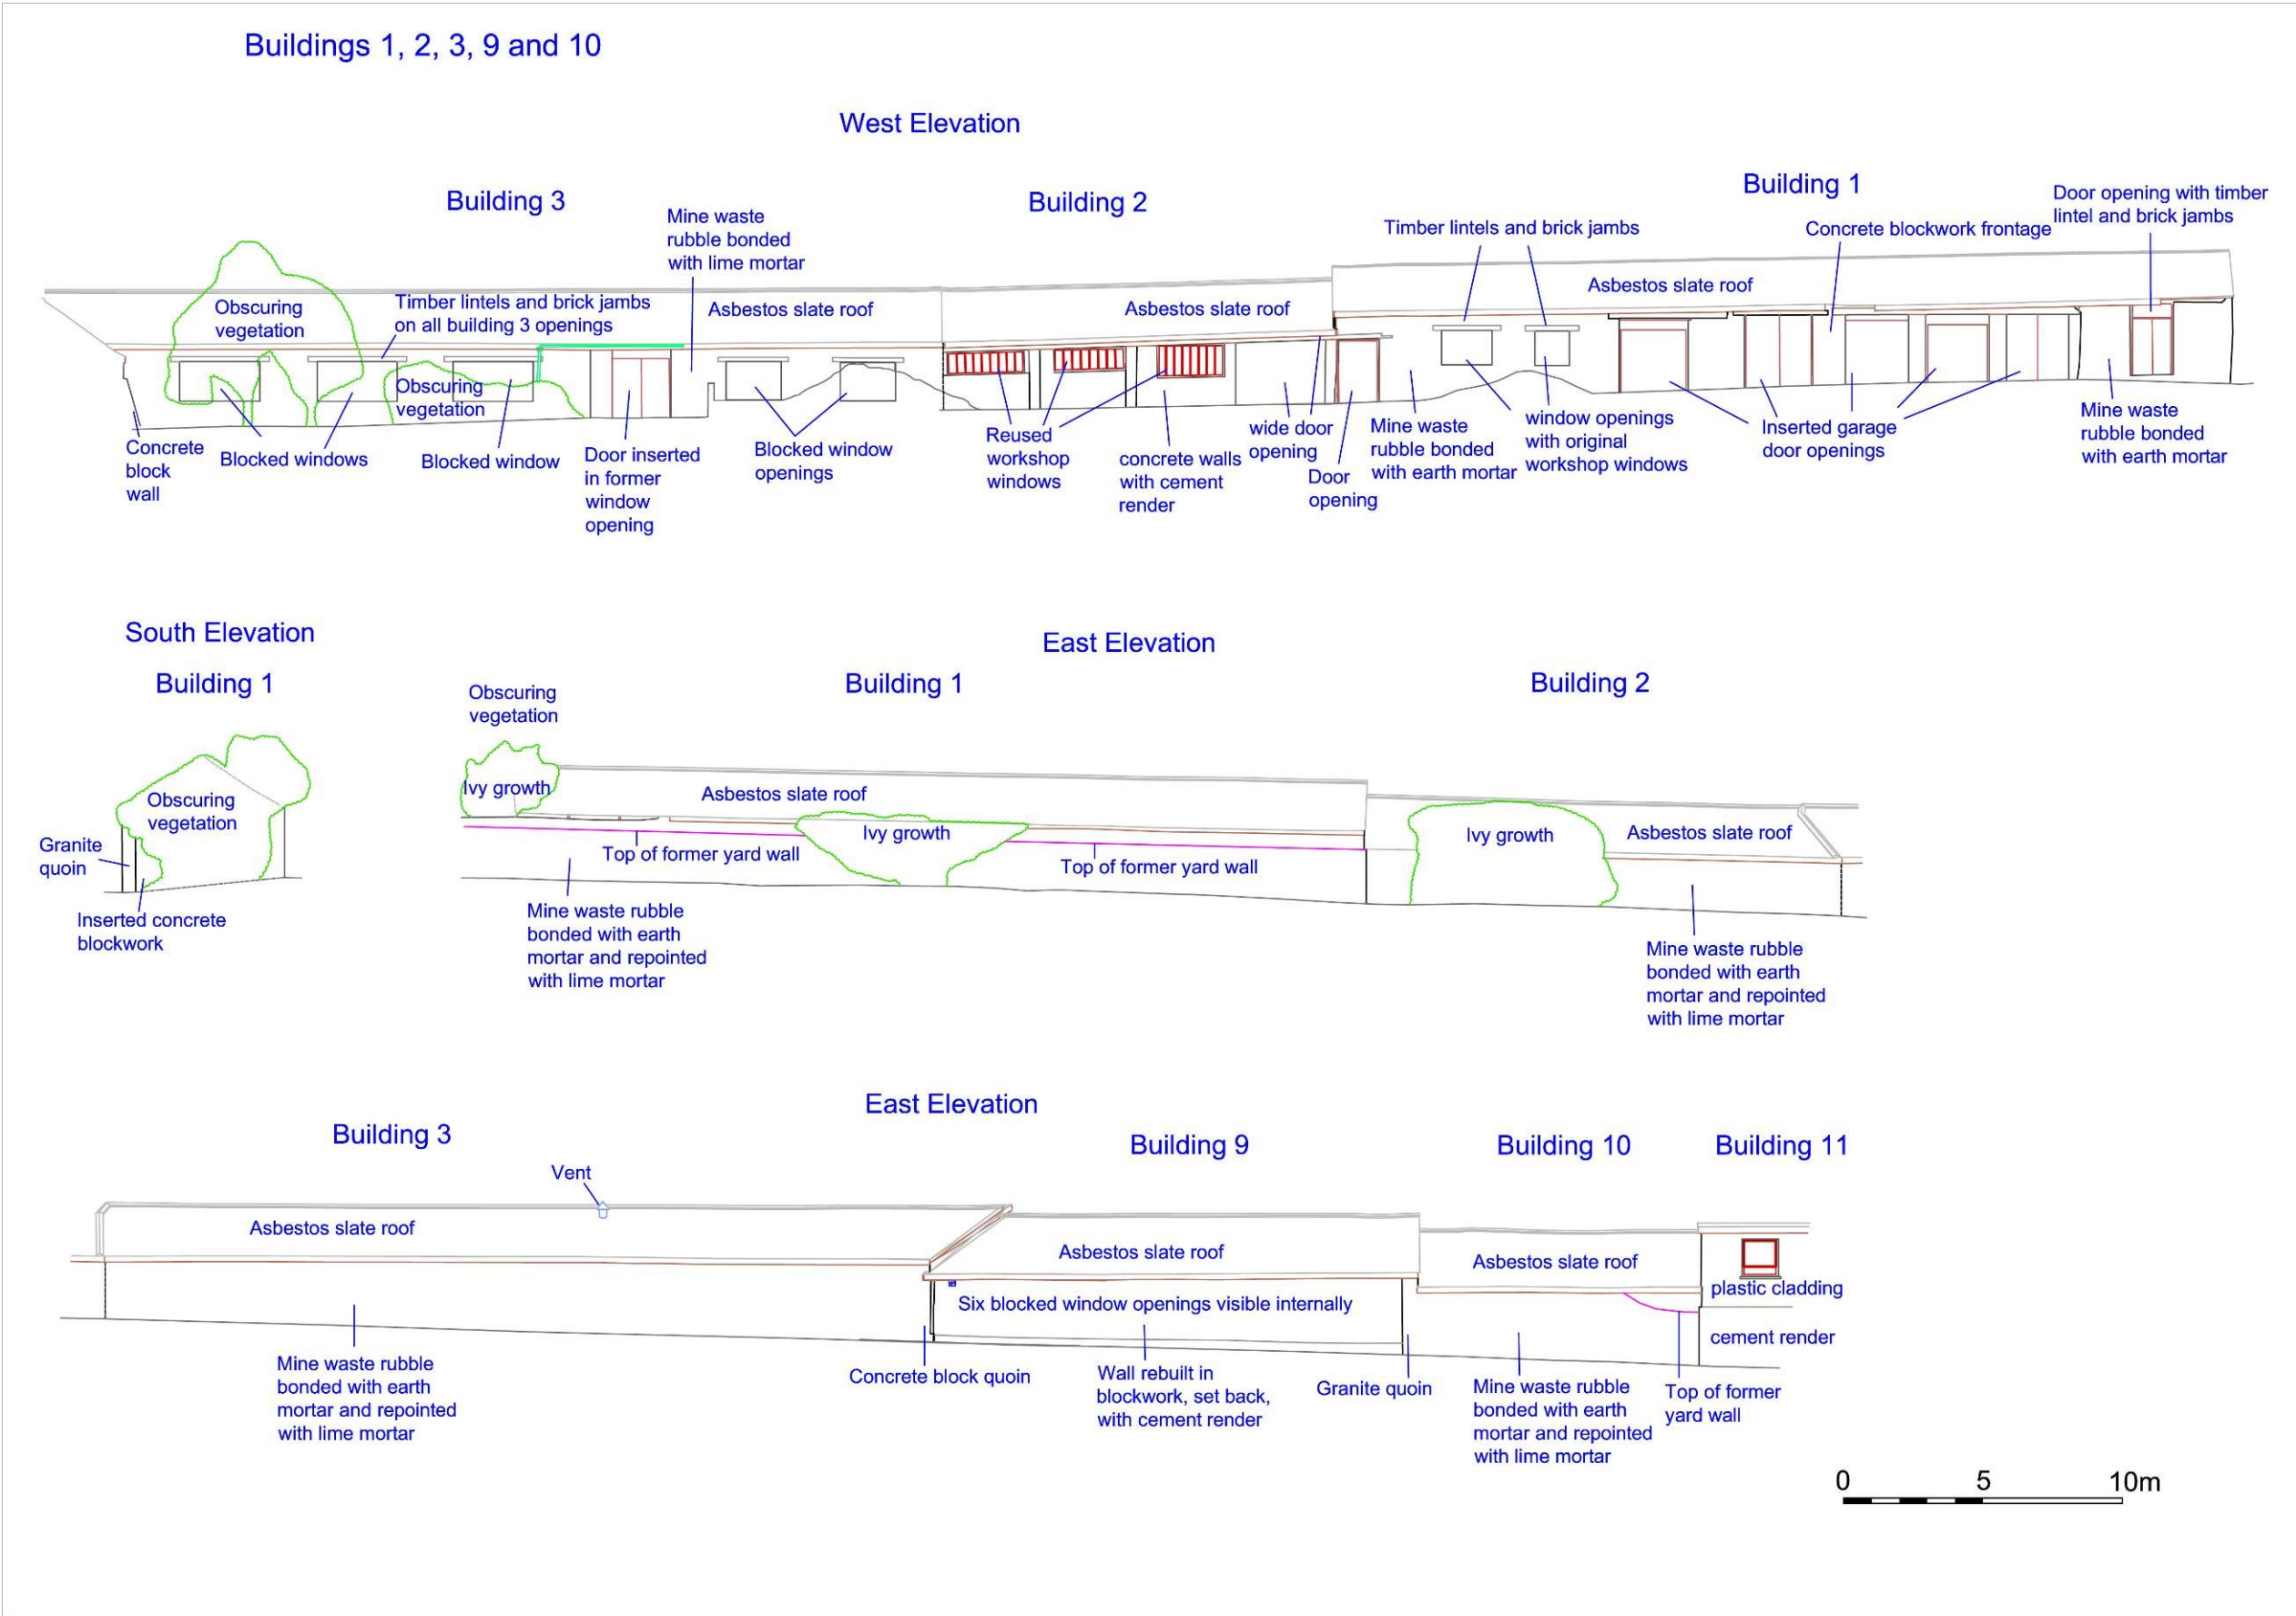 Buildings 1, 2, 3, 9 and 10
West Elevation
Building 3
Building 2
Building 1
Mine waste
rubble bonded
with lime mortar
Timber lintels and brick jambs
Concrete blockwork frontage
Door opening with timber
lintel and brick jambs
Obscuring
vegetation
Timber lintels and brick jambs
on all building 3 openings
Asbestos slate roof
Asbestos slate roof
Asbestos slate roof
Obscuring
vegetation
Concrete
block
wall
Blocked windows
Blocked window
Door inserted
in former
window
opening
Blocked window
openings
Reused
workshop
windows
concrete walls
with cement
render
wide door
opening
Door
opening
Mine waste
rubble bonded
with earth mortar
window openings
with original
workshop windows
Inserted garage
door openings
Mine waste
rubble bonded
with earth mortar
South Elevation
Building 1
Obscuring
vegetation
Granite
quoin
Inserted concrete
blockwork
East Elevation
Building 1
Building 2
Obscuring
vegetation
Ivy growth
Asbestos slate roof
Ivy growth
Top of former yard wall
Top of former yard wall
Ivy growth
Asbestos slate roof
Mine waste rubble
bonded with earth
mortar and repointed
with lime mortar
Mine waste rubble
bonded with earth
mortar and repointed
with lime mortar
East Elevation
Building 3
Building 9
Building 10
Building 11
Vent
Asbestos slate roof
Asbestos slate roof
Asbestos slate roof
plastic cladding
Six blocked window openings visible internally
cement render
Mine waste rubble
bonded with earth
mortar and repointed
with lime mortar
Concrete block quoin
Wall rebuilt in
blockwork, set back,
with cement render
Granite quoin
Mine waste rubble
bonded with earth
mortar and repointed
with lime mortar
Top of former
yard wall
0 5 10m